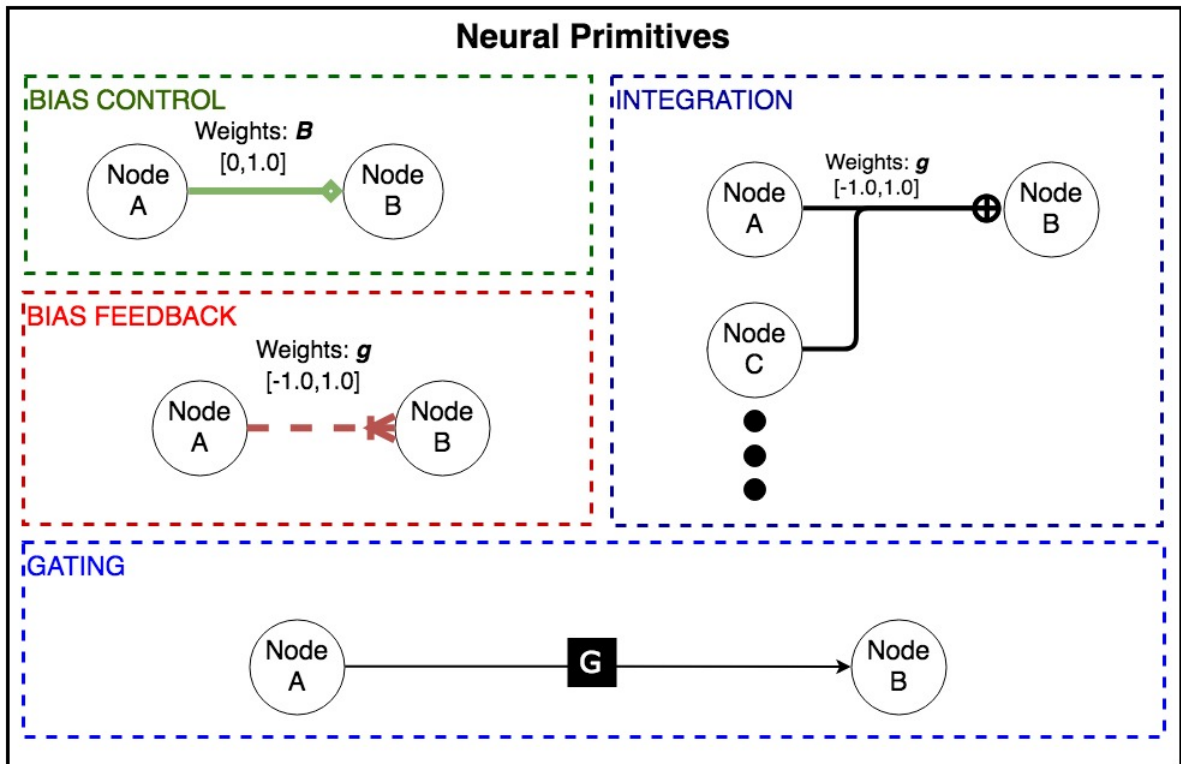 Neural Primitives
BIAS CONTROL
Weights: B
[0,1.0]
Node
A
Node
B
BIAS FEEDBACK
Weights: g
[-1.0,1.0]
Node
A
Node
B
INTEGRATION
Weights: g
[-1.0,1.0]
Node
A
Node
B
Node
C
GATING
Node
A
G
Node
B